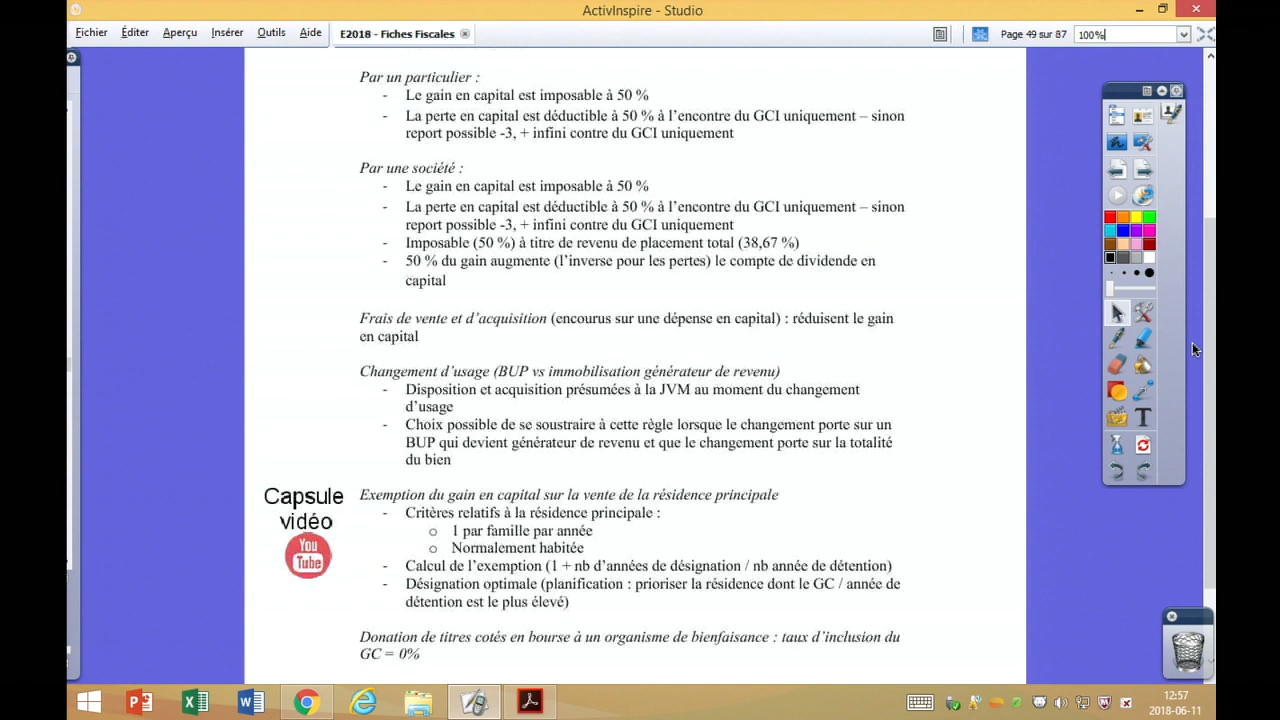 ActivInspire - Studio
Fichier Éditer Aperçu Insérer Outils Aide E2018 - Fiches Fiscales Page 49 sur 87 100%
Par un particulier :
- Le gain en capital est imposable à 50 %
- La perte en capital est déductible à 50 % à l'encontre du GCI uniquement – sinon
report possible -3, + infini contre du GCI uniquement
Par une société :
- Le gain en capital est imposable à 50 %
- La perte en capital est déductible à 50 % à l'encontre du GCI uniquement – sinon
report possible -3, + infini contre du GCI uniquement
- Imposable (50 %) à titre de revenu de placement total (38,67 %)
- 50 % du gain augmente (l'inverse pour les pertes) le compte de dividende en
capital
Frais de vente et d'acquisition (encourus sur une dépense en capital) : réduisent le gain
en capital
Changement d'usage (BUP vs immobilisation générateur de revenu)
- Disposition et acquisition présumées à la JVM au moment du changement
d'usage
- Choix possible de se soustraire à cette règle lorsque le changement porte sur un
BUP qui devient générateur de revenu et que le changement porte sur la totalité
du bien
Capsule
vidéo
You
Tube
Exemption du gain en capital sur la vente de la résidence principale
- Critères relatifs à la résidence principale :
o 1 par famille par année
o Normalement habitée
- Calcul de l'exemption (1 + nb d'années de désignation / nb année de détention)
- Désignation optimale (planification : prioriser la résidence dont le GC / année de
détention est le plus élevé)
Donation de titres cotés en bourse à un organisme de bienfaisance : taux d'inclusion du
GC = 0%
12:57
2018-06-11